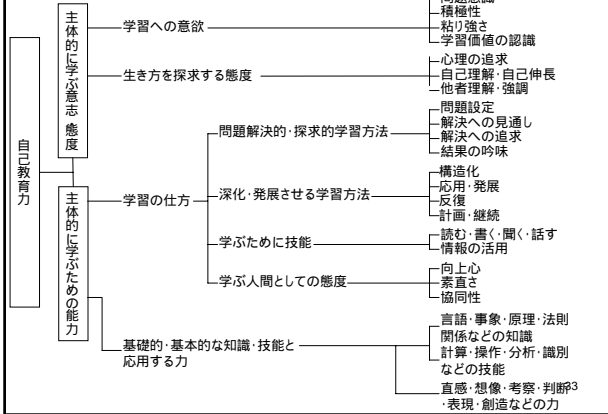 自己教育力
主体的に学ぶ意志 態度
学習への意欲
積極性
粘り強さ
学習価値の認識
生き方を探求する態度
心理の追求
自己理解・自己伸長
他者理解・強調
主体的に学ぶための能力
学習の仕方
問題解決的・探求的学習方法
問題設定
解決への見通し
解決への追求
結果の吟味
深化・発展させる学習方法
構造化
応用・発展
反復
計画・継続
学ぶために技能
読む・書く・聞く・話す
情報の活用
学ぶ人間としての態度
向上心
素直さ
協同性
基礎的・基本的な知識・技能と
応用する力
言語・事象・原理・法則
関係などの知識
計算・操作・分析・識別
などの技能
直感・想像・考察・判断
・表現・創造などの力
33